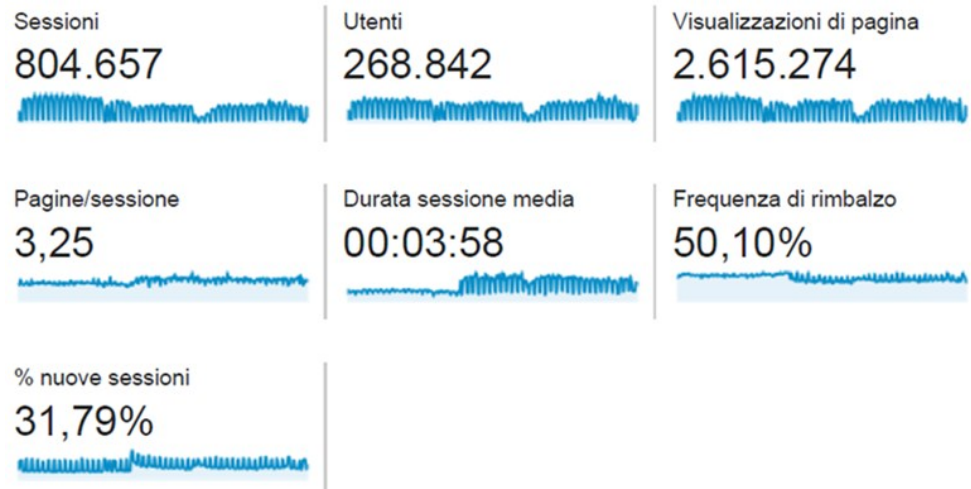 Sessioni
804.657
Utenti
268.842
Visualizzazioni di pagina
2.615.274
Pagine/sessione
3,25
Durata sessione media
00:03:58
Frequenza di rimbalzo
50,10%
% nuove sessioni
31,79%